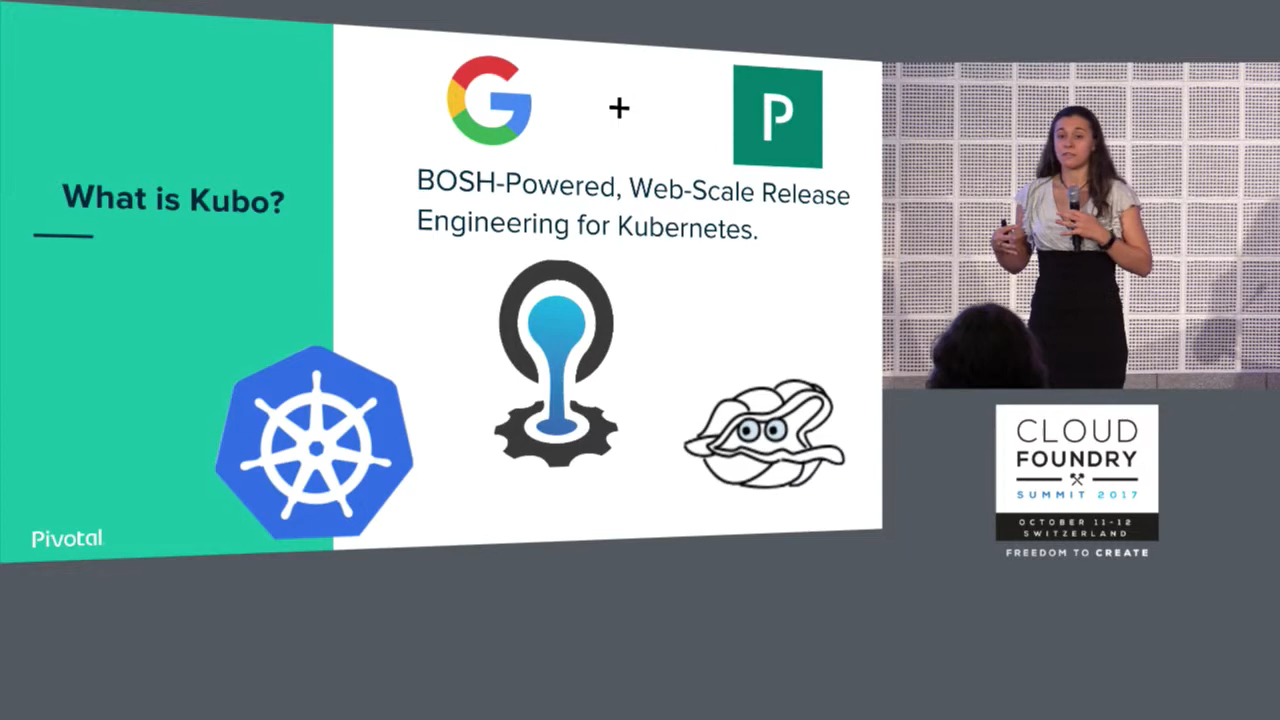 What is Kubo?
+
P
BOSH-Powered, Web-Scale Release
Engineering for Kubernetes.
Pivotal
CLOUD
FOUNDRY
SUMMIT 2017
OCTOBER 11-12
SWITZERLAND
FREEDOM TO CREATE